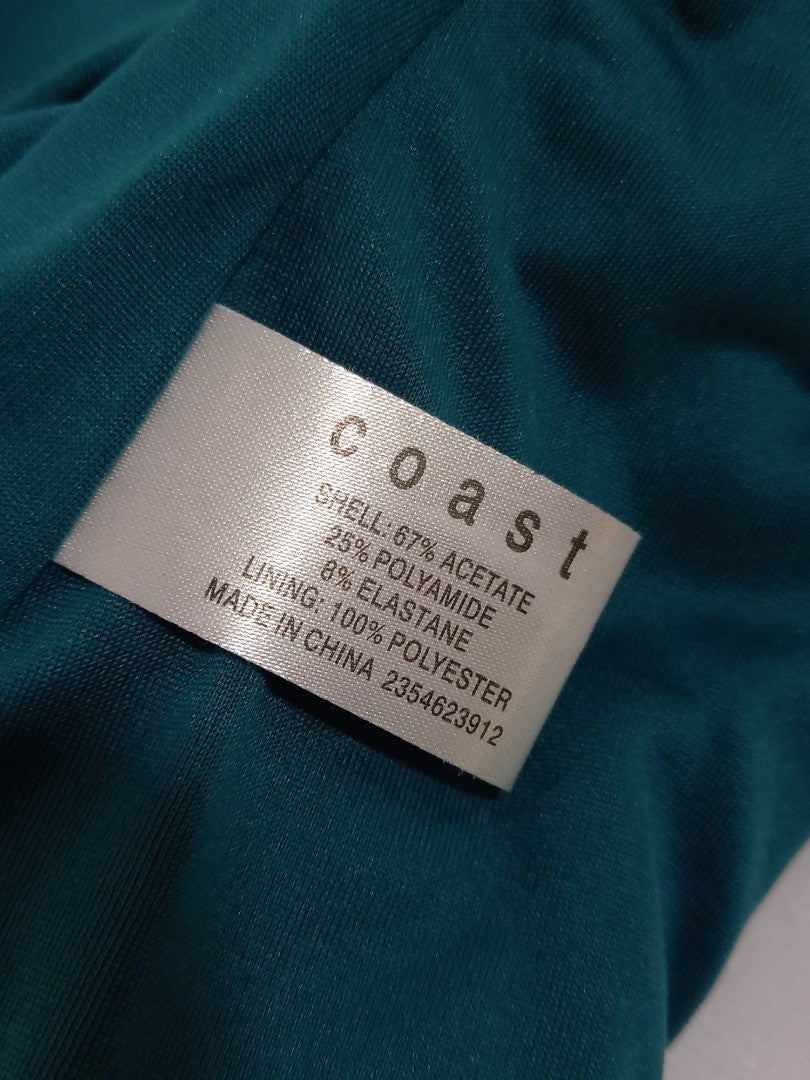 coast
SHELL: 67% ACETATE
25% POLYAMIDE
8% ELASTANE
LINING: 100% POLYESTER
MADE IN CHINA 2354623912